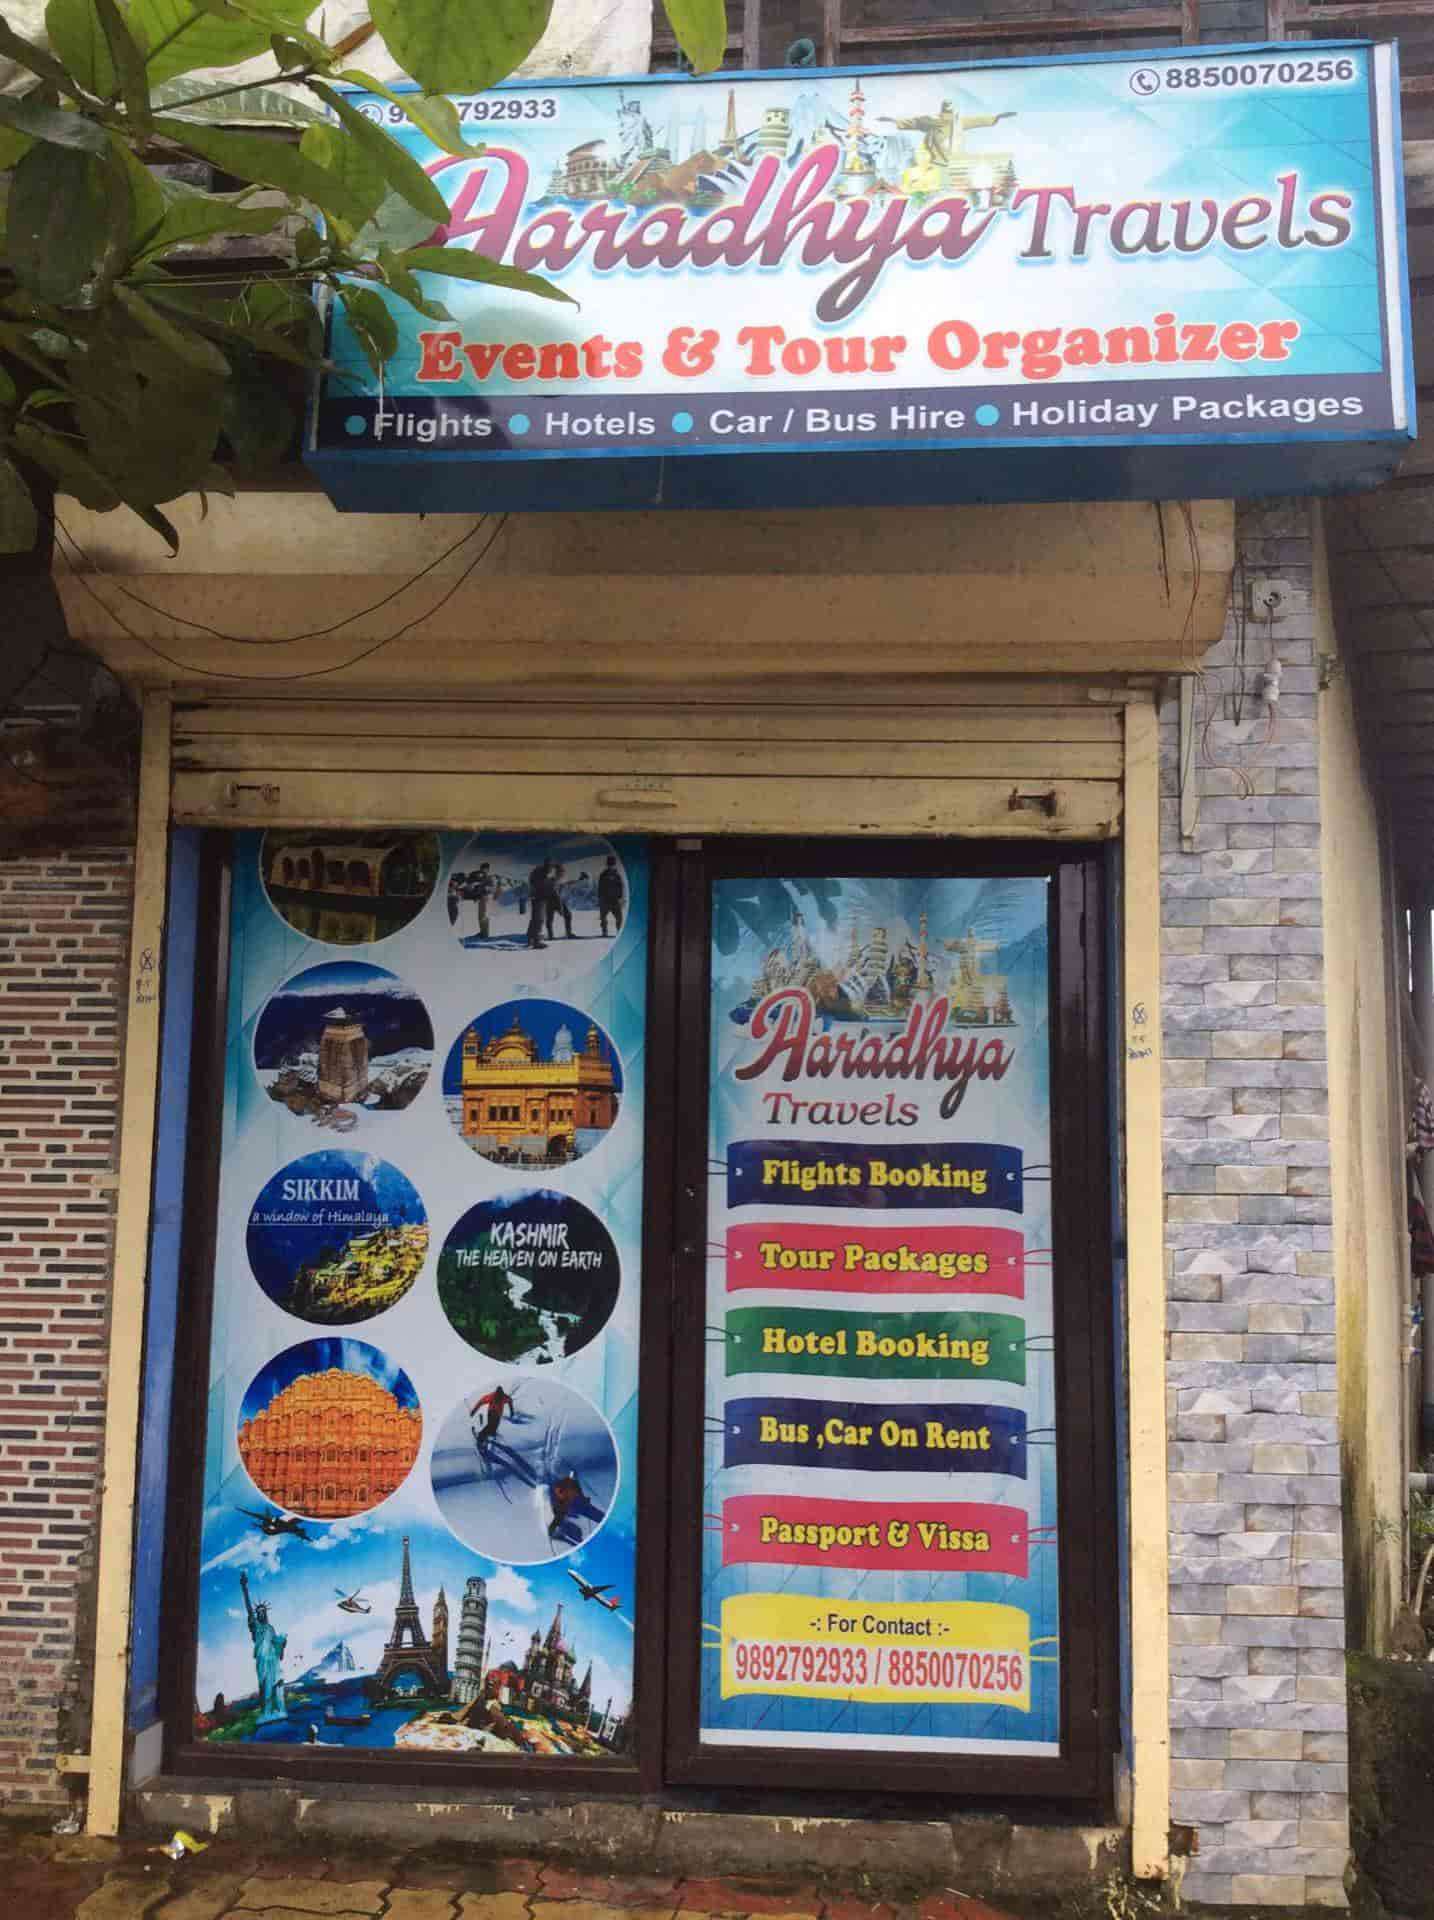 792933
8850070256
Aaradhya Travels
Events & Tour Organizer
Flights • Hotels • Car / Bus Hire • Holiday Packages
SIKKIM
a window of Himalaya
KASHMIR
THE HEAVEN ON EARTH
Aaradhya
Travels
Flights Booking
Tour Packages
Hotel Booking
Bus ,Car On Rent
Passport & Vissa
-: For Contact :-
9892792933 / 8850070256